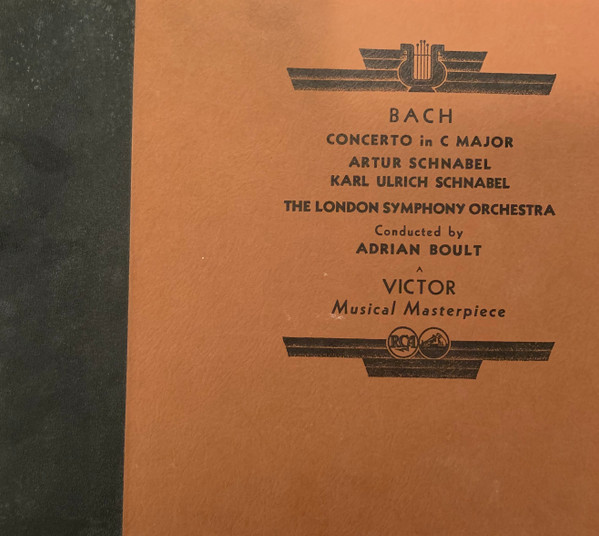 BACH
CONCERTO in C MAJOR
ARTUR SCHNABEL
KARL ULRICH SCHNABEL
THE LONDON SYMPHONY ORCHESTRA
Conducted by
ADRIAN BOULT
A
VICTOR
Musical Masterpiece
RCA